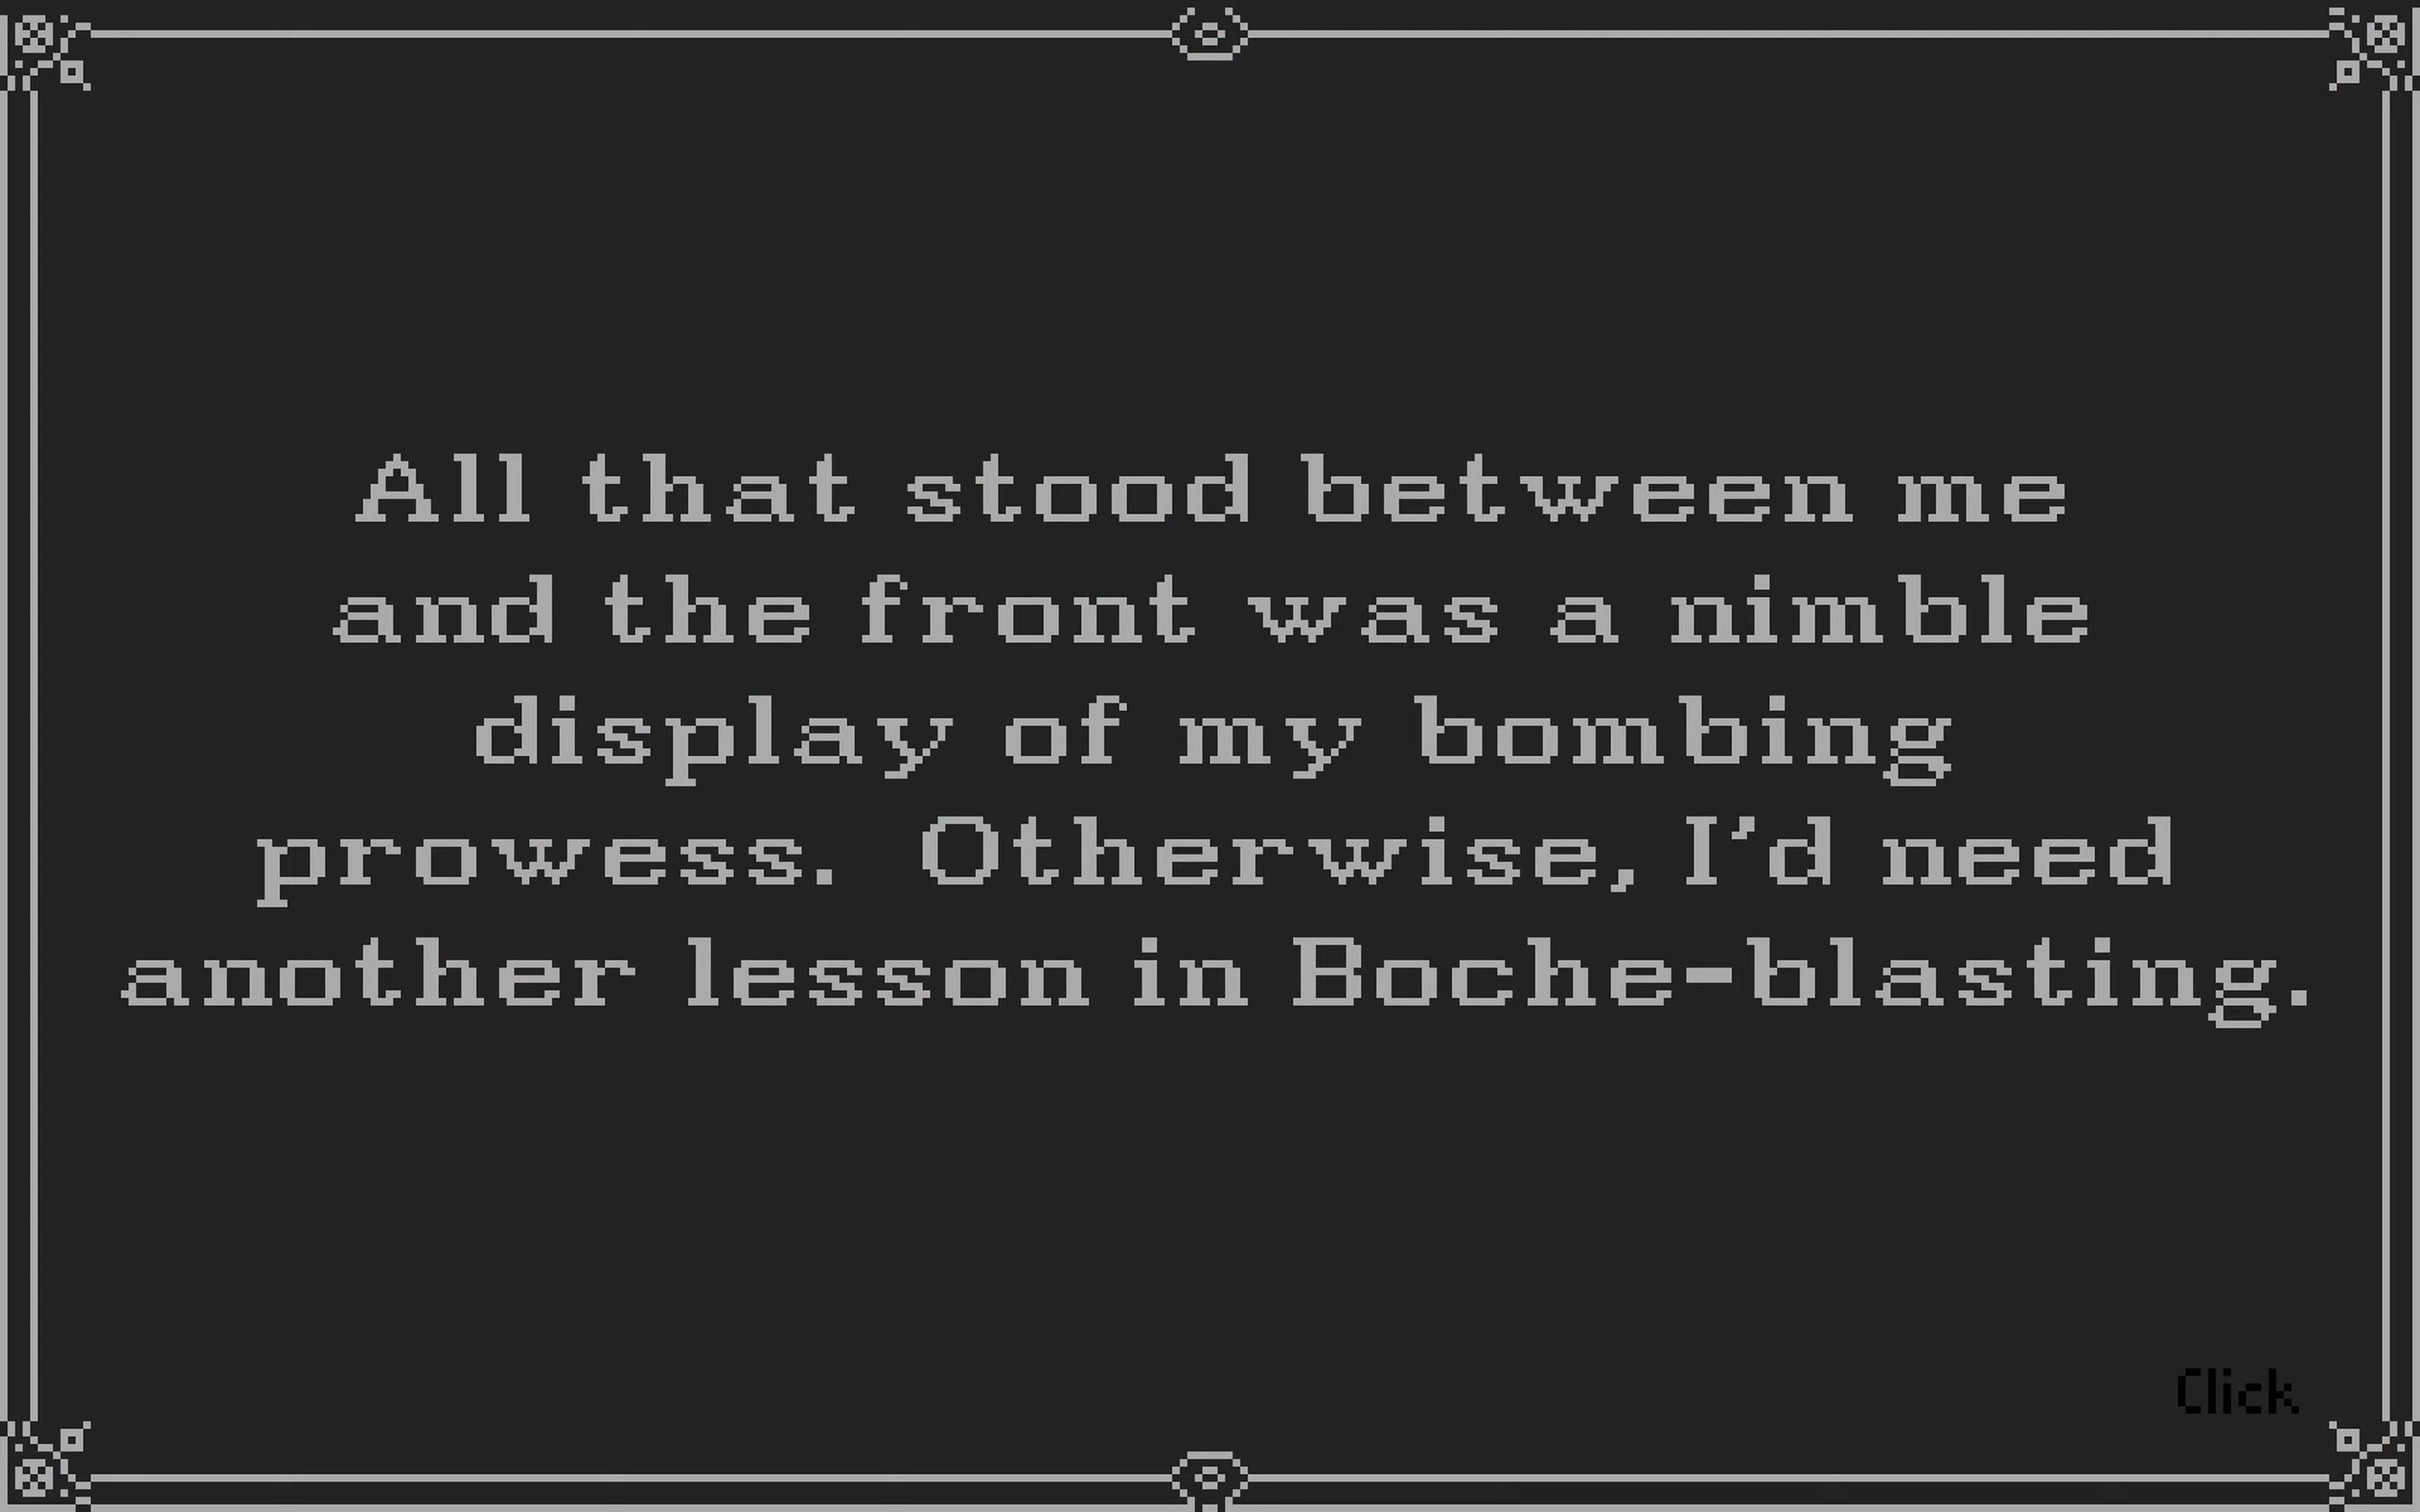 All that stood between me
and the front was a nimble
display of my bombing
prowess.  Otherwise, I'd need
another lesson in Boche-blasting.
Click